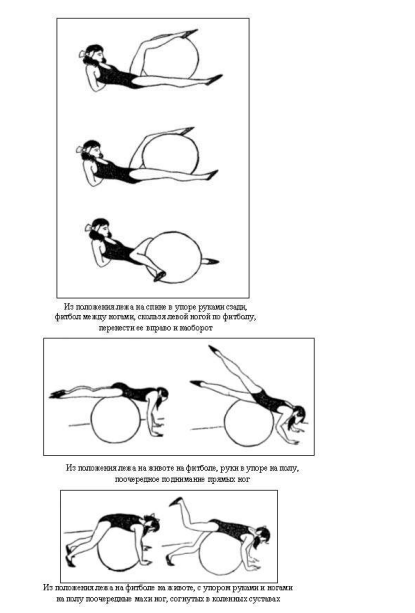 Из положения лежа на спине в упоре руками сзади,
фитбол между ногами, скользя левой ногой по фитболу,
перенести ее вправо и наоборот
Из положения лежа на животе на фитболе, руки в упоре на полу,
поочередное поднимание прямых ног
Из положения лежа на фитболе на животе, с упором руками и ногами
на полу поочередные махи ног, согнутых в коленных суставах